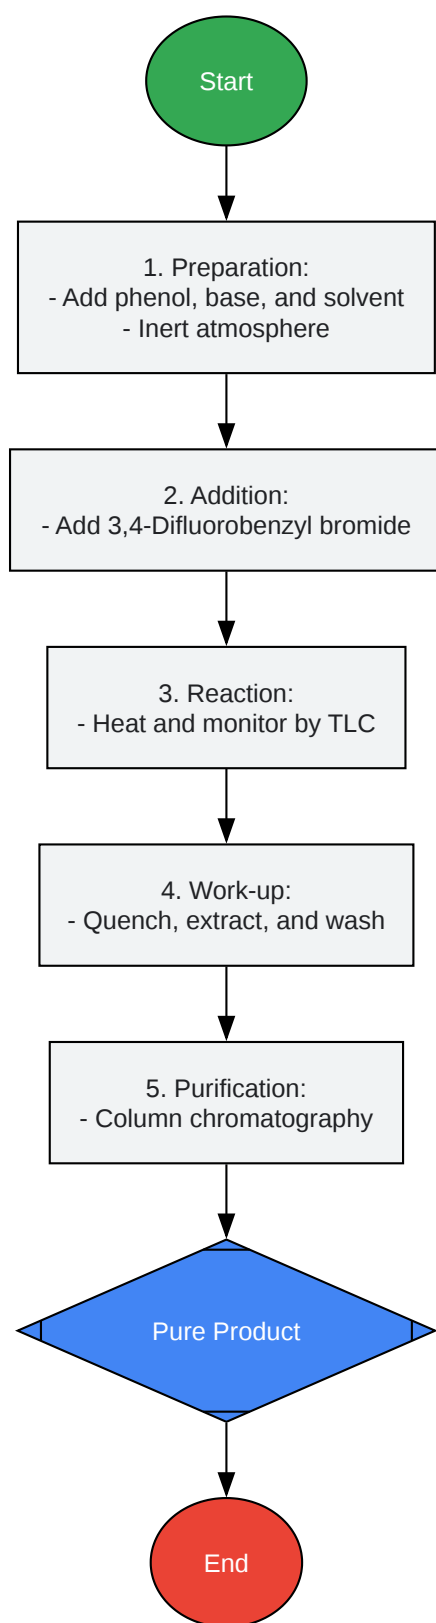 Start
1. Preparation:
- Add phenol, base, and solvent
- Inert atmosphere
2. Addition:
- Add 3,4-Difluorobenzyl bromide
3. Reaction:
- Heat and monitor by TLC
4. Work-up:
- Quench, extract, and wash
5. Purification:
- Column chromatography
Pure Product
End